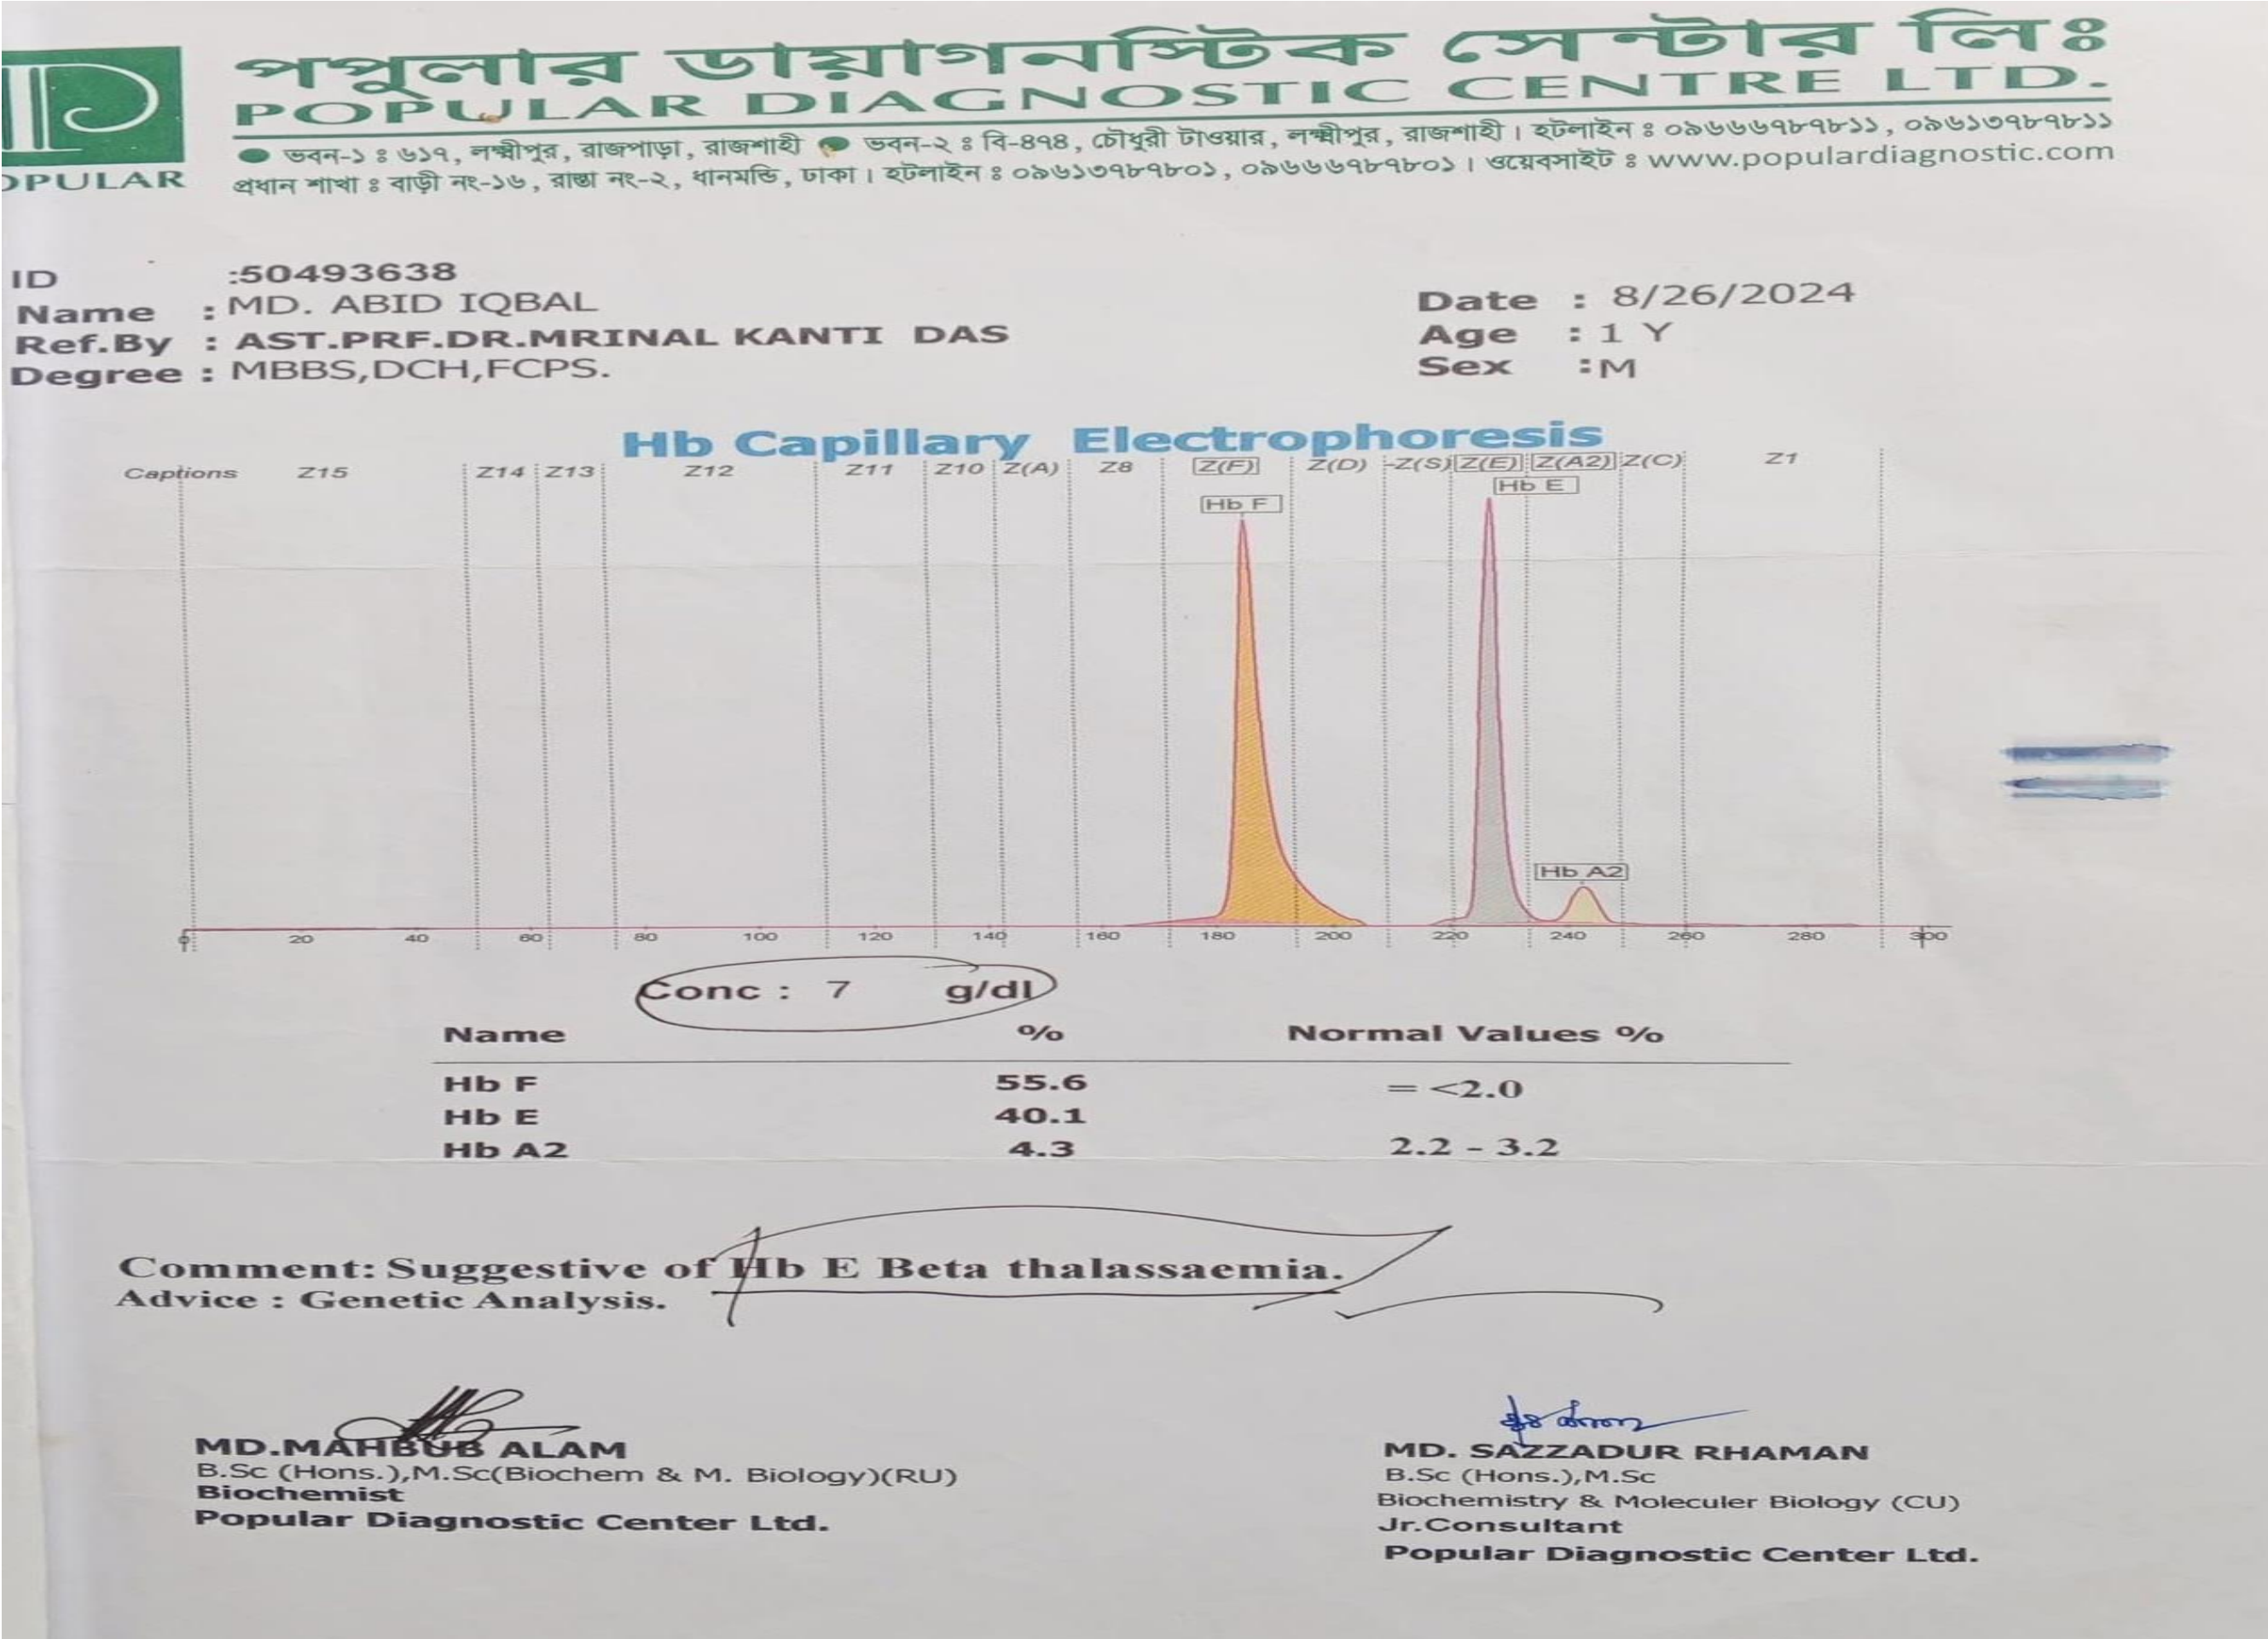 পপুলার ডায়াগনস্টিক সেন্টার লিঃ
POPULAR DIAGNOSTIC CENTRE LTD.
● ভবন-১ ঃ ৬১৭, লক্ষ্মীপুর, রাজপাড়া, রাজশাহী ● ভবন-২ ঃ বি-৪৭৪, চৌধুরী টাওয়ার, লক্ষ্মীপুর, রাজশাহী। হটলাইন ঃ ০৯৬৬৬৭৮৭৮১১, ০৯৬১৩৭৮৭৮১১
OPULAR
প্রধান শাখা ঃ বাড়ী নং-১৬, রাস্তা নং-২, ধানমন্ডি, ঢাকা। হটলাইন ঃ ০৯৬১৩৭৮৭৮০১, ০৯৬৬৬৭৮৭৮০১। ওয়েবসাইট ঃ www.populardiagnostic.com
ID :50493638
Name : MD. ABID IQBAL
Ref.By : AST.PRF.DR.MRINAL KANTI DAS
Degree : MBBS,DCH,FCPS.
Date : 8/26/2024
Age : 1 Y
Sex :M
Hb Capillary Electrophoresis
Captions Z15 Z14 Z13 Z12 Z11 Z10 Z(A) Z8 Z(F) Z(D) Z(S) Z(E) Z(A2) Z(C) Z1
Hb F
Hb E
Hb A2
0 20 40 60 80 100 120 140 160 180 200 220 240 260 280 300
Conc : 7 g/dl
Name % Normal Values %
Hb F 55.6 = <2.0
Hb E 40.1
Hb A2 4.3 2.2 - 3.2
Comment: Suggestive of Hb E Beta thalassaemia.
Advice : Genetic Analysis.
MD.MAHBUB ALAM
B.Sc (Hons.),M.Sc(Biochem & M. Biology)(RU)
Biochemist
Popular Diagnostic Center Ltd.
MD. SAZZADUR RHAMAN
B.Sc (Hons.),M.Sc
Biochemistry & Moleculer Biology (CU)
Jr.Consultant
Popular Diagnostic Center Ltd.